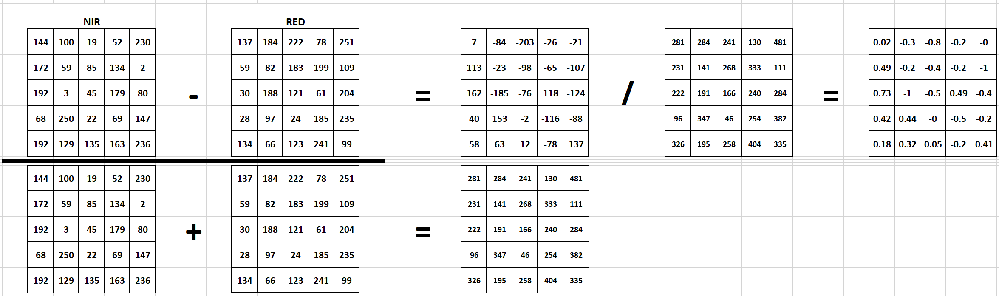 NIR RED
144 100 19 52 230 137 184 222 78 251 7 -84 -203 -26 -21 281 284 241 130 481 0.02 -0.3 -0.8 -0.2 -0
172 59 85 134 2 59 82 183 199 109 113 -23 -98 -65 -107 231 141 268 333 111 0.49 -0.2 -0.4 -0.2 -1
192 3 45 179 80 - 30 188 121 61 204 = 162 -185 -76 118 -124 / 222 191 166 240 284 = 0.73 -1 -0.5 0.49 -0.4
68 250 22 69 147 28 97 24 185 235 40 153 -2 -116 -88 96 347 46 254 382 0.42 0.44 -0 -0.5 -0.2
192 129 135 163 236 134 66 123 241 99 58 63 12 -78 137 326 195 258 404 335 0.18 0.32 0.05 -0.2 0.41
144 100 19 52 230 137 184 222 78 251 281 284 241 130 481
172 59 85 134 2 59 82 183 199 109 231 141 268 333 111
192 3 45 179 80 + 30 188 121 61 204 = 222 191 166 240 284
68 250 22 69 147 28 97 24 185 235 96 347 46 254 382
192 129 135 163 236 134 66 123 241 99 326 195 258 404 335